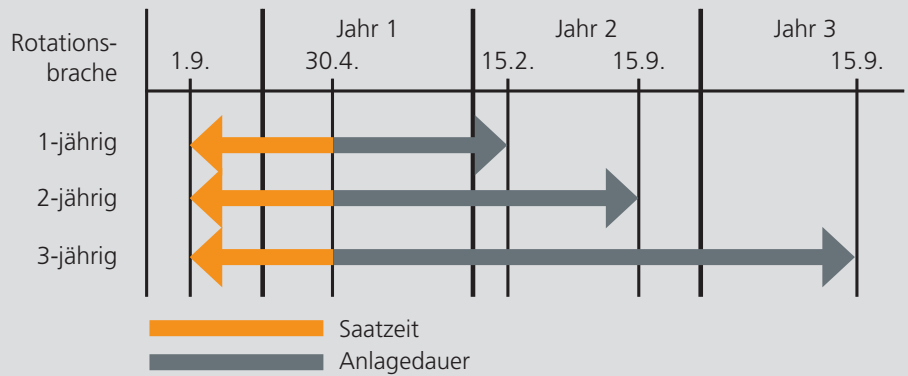 Rotations-
brache
Jahr 1
Jahr 2
Jahr 3
1.9.
30.4.
15.2.
15.9.
15.9.
1-jährig
2-jährig
3-jährig
Saatzeit
Anlagedauer